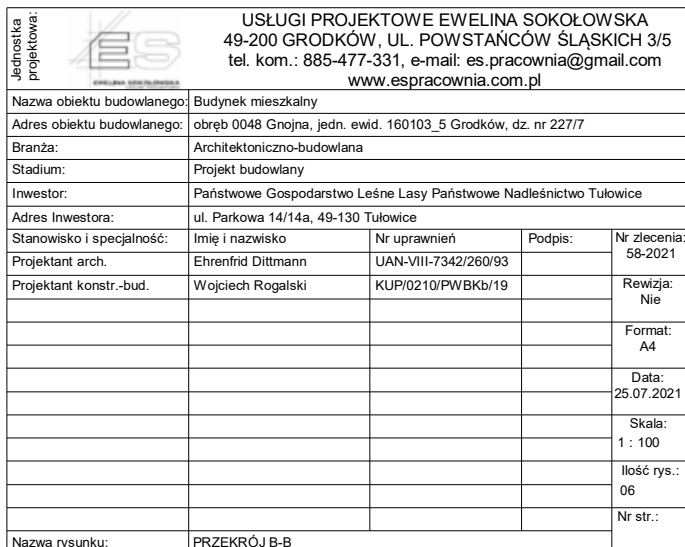 Jednostka
projektowa:
ES
EWELINA SOKOŁOWSKA
USŁUGI PROJEKTOWE EWELINA SOKOŁOWSKA
49-200 GRODKÓW, UL. POWSTAŃCÓW ŚLĄSKICH 3/5
tel. kom.: 885-477-331, e-mail: es.pracownia@gmail.com
www.espracownia.com.pl
Nazwa obiektu budowlanego: Budynek mieszkalny
Adres obiektu budowlanego: obręb 0048 Gnojna, jedn. ewid. 160103_5 Grodków, dz. nr 227/7
Branża: Architektoniczno-budowlana
Stadium: Projekt budowlany
Inwestor: Państwowe Gospodarstwo Leśne Lasy Państwowe Nadleśnictwo Tułowice
Adres Inwestora: ul. Parkowa 14/14a, 49-130 Tułowice
Stanowisko i specjalność: Imię i nazwisko Nr uprawnień Podpis: Nr zlecenia:
58-2021
Projektant arch. Ehrenfrid Dittmann UAN-VIII-7342/260/93
Projektant konstr.-bud. Wojciech Rogalski KUP/0210/PWBKb/19 Rewizja:
Nie
Format:
A4
Data:
25.07.2021
Skala:
1 : 100
Ilość rys.:
06
Nr str.:
Nazwa rysunku: PRZEKRÓJ B-B